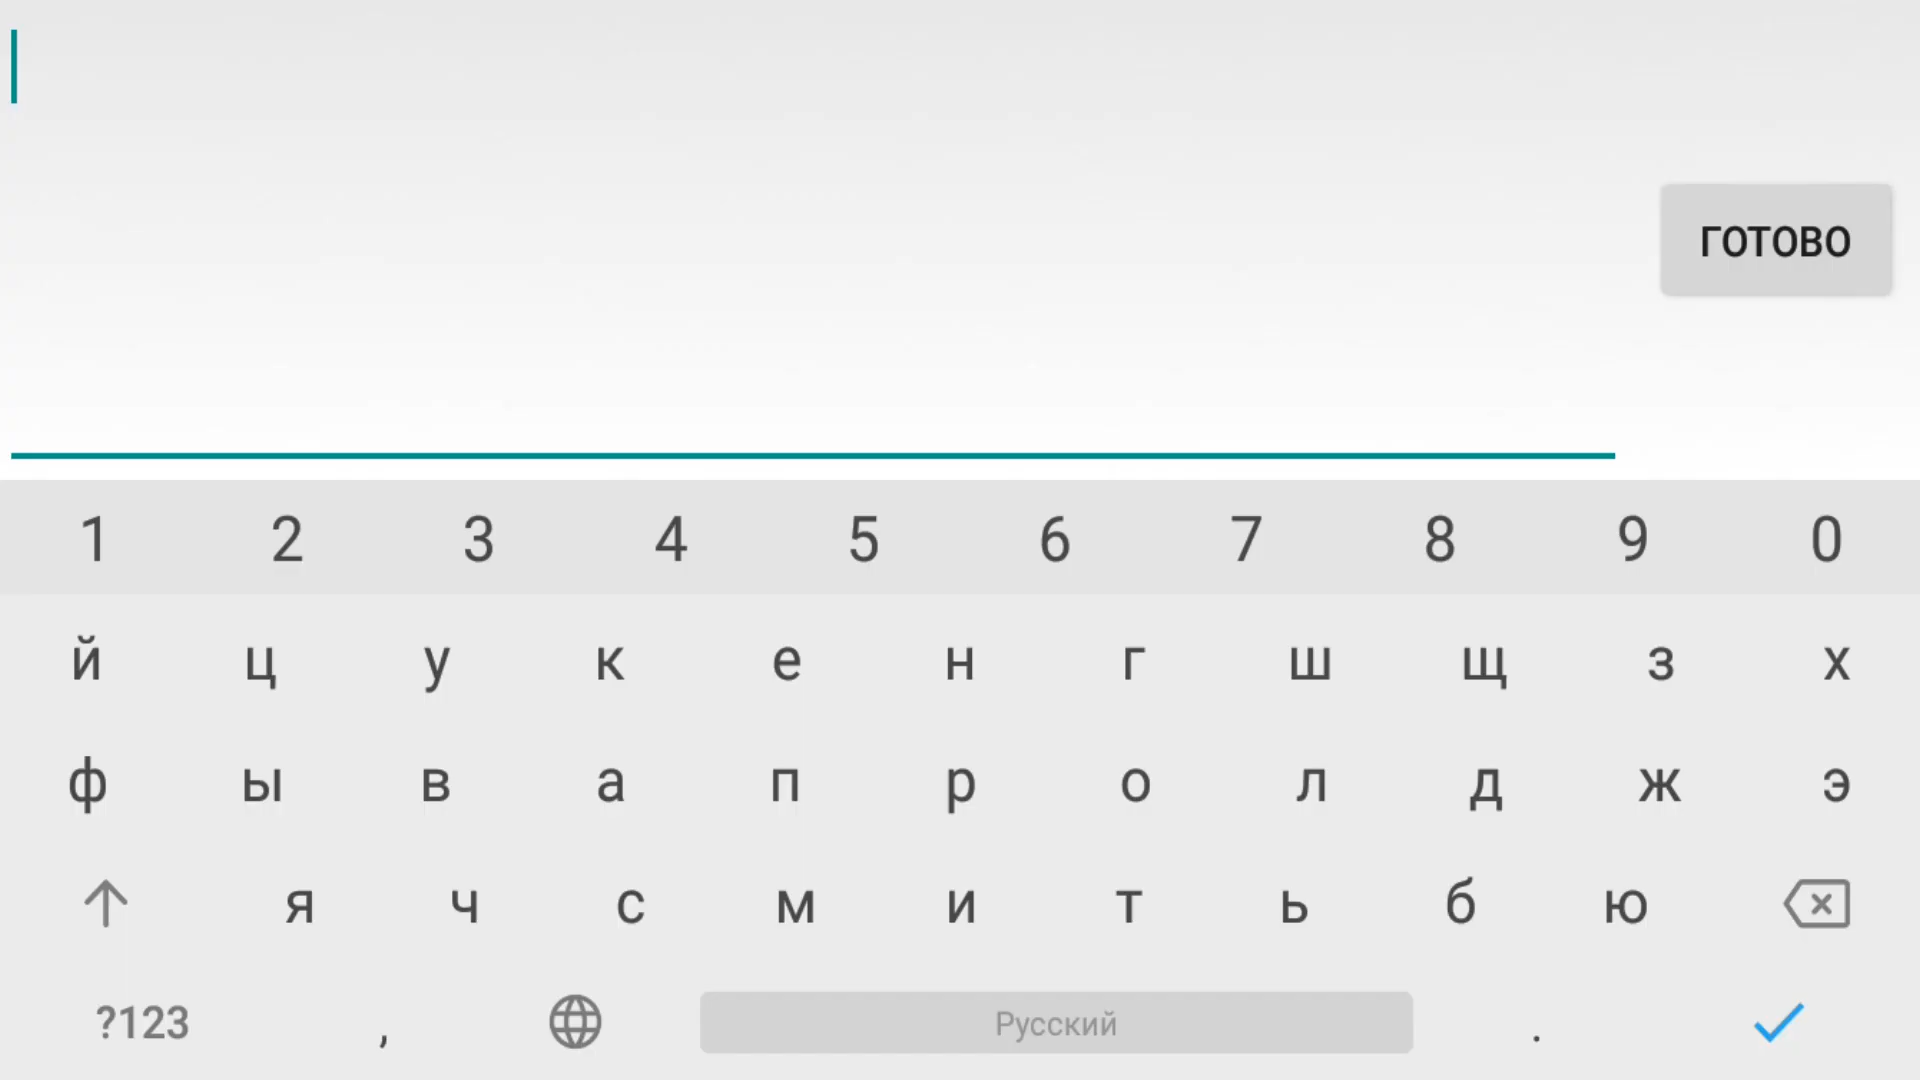 ГОТОВО
1 2 3 4 5 6 7 8 9 0
й ц у к е н г ш щ з х
ф ы в а п р о л д ж э
я ч с м и т ь б ю
?123 , Русский .